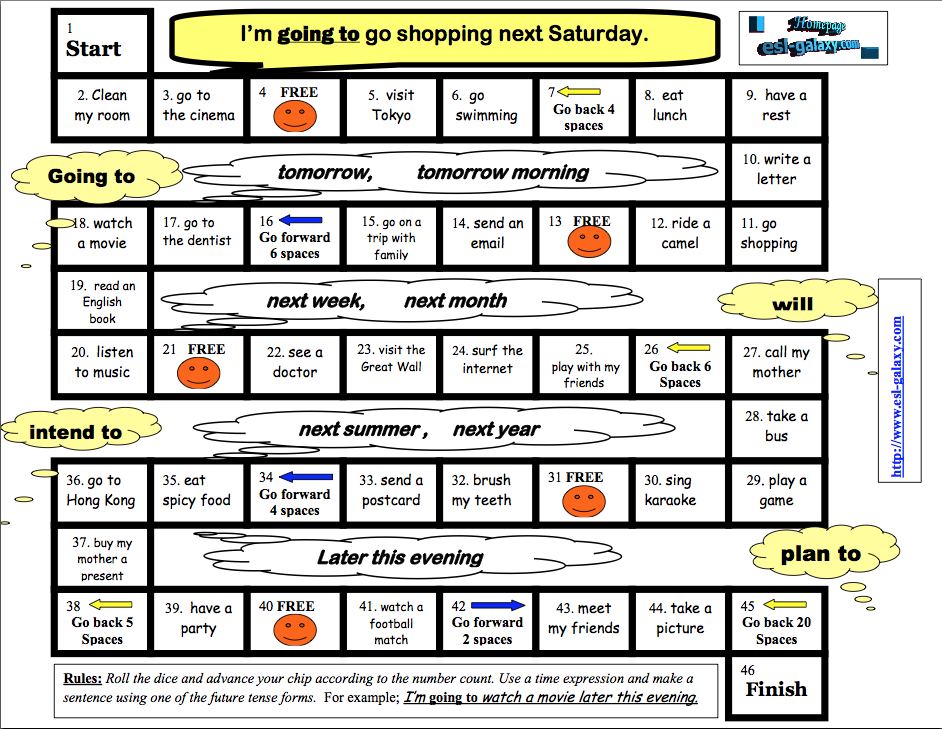 1
Start
I'm going to go shopping next Saturday.
Homepage
esl-galaxy.com
2. Clean
my room
3. go to
the cinema
4 FREE
5. visit
Tokyo
6. go
swimming
7
Go back 4
spaces
8. eat
lunch
9. have a
rest
Going to
tomorrow, tomorrow morning
10. write a
letter
18. watch
a movie
17. go to
the dentist
16
Go forward
6 spaces
15. go on a
trip with
family
14. send an
email
13 FREE
12. ride a
camel
11. go
shopping
19. read an
English
book
next week, next month
will
http://www.esl-galaxy.com
20. listen
to music
21 FREE
22. see a
doctor
23. visit the
Great Wall
24. surf the
internet
25.
play with my
friends
26
Go back 6
Spaces
27. call my
mother
intend to
next summer , next year
28. take a
bus
36. go to
Hong Kong
35. eat
spicy food
34
Go forward
4 spaces
33. send a
postcard
32. brush
my teeth
31 FREE
30. sing
karaoke
29. play a
game
37. buy my
mother a
present
Later this evening
plan to
38
Go back 5
Spaces
39. have a
party
40 FREE
41. watch a
football
match
42
Go forward
2 spaces
43. meet
my friends
44. take a
picture
45
Go back 20
Spaces
Rules: Roll the dice and advance your chip according to the number count. Use a time expression and make a
sentence using one of the future tense forms. For example; I'm going to watch a movie later this evening.
46
Finish